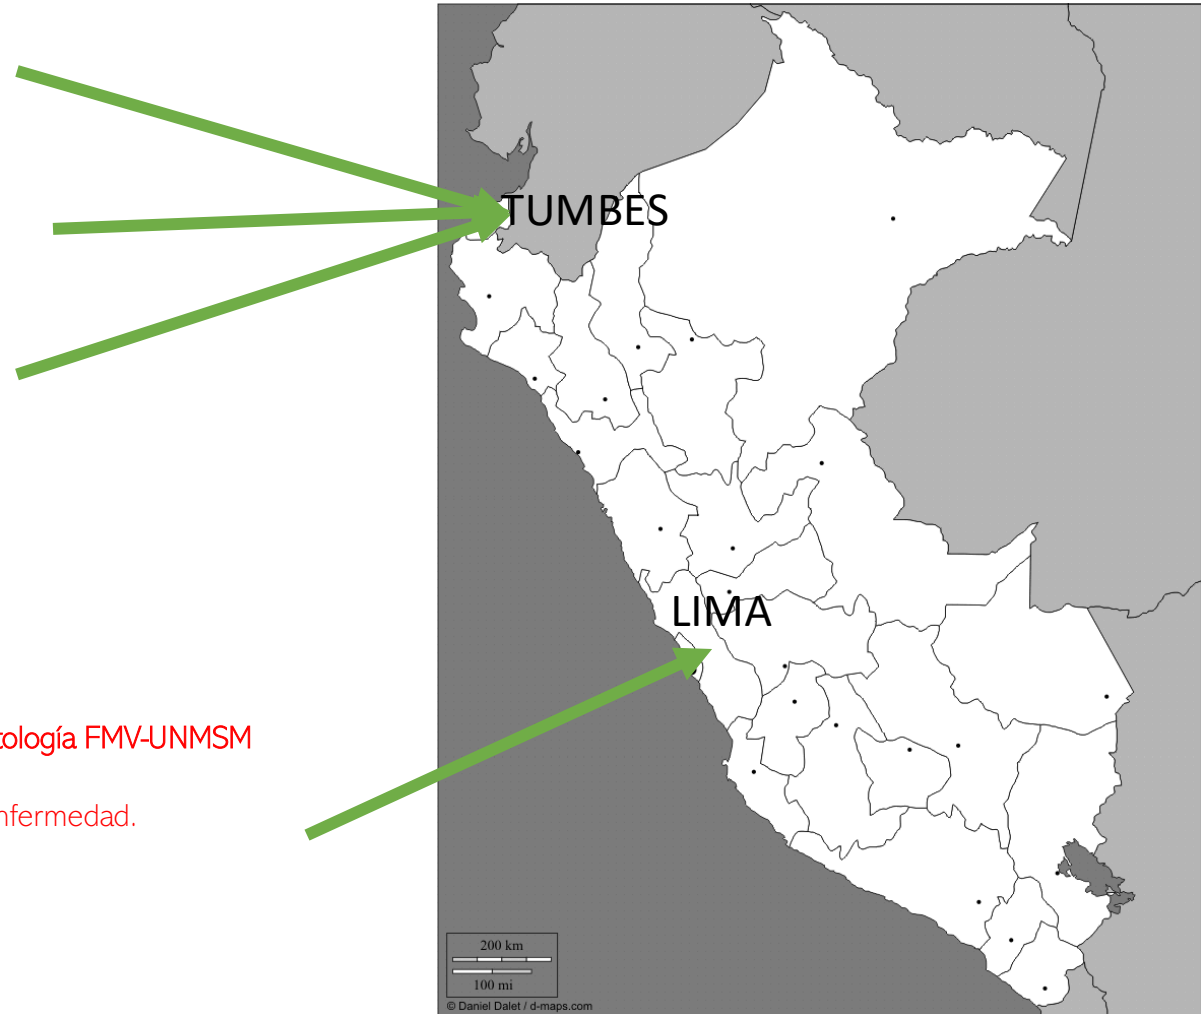 TUMBES
LIMA
tología FMV-UNMSM
nfermedad.
200 km
100 mi
© Daniel Dalet / d-maps.com